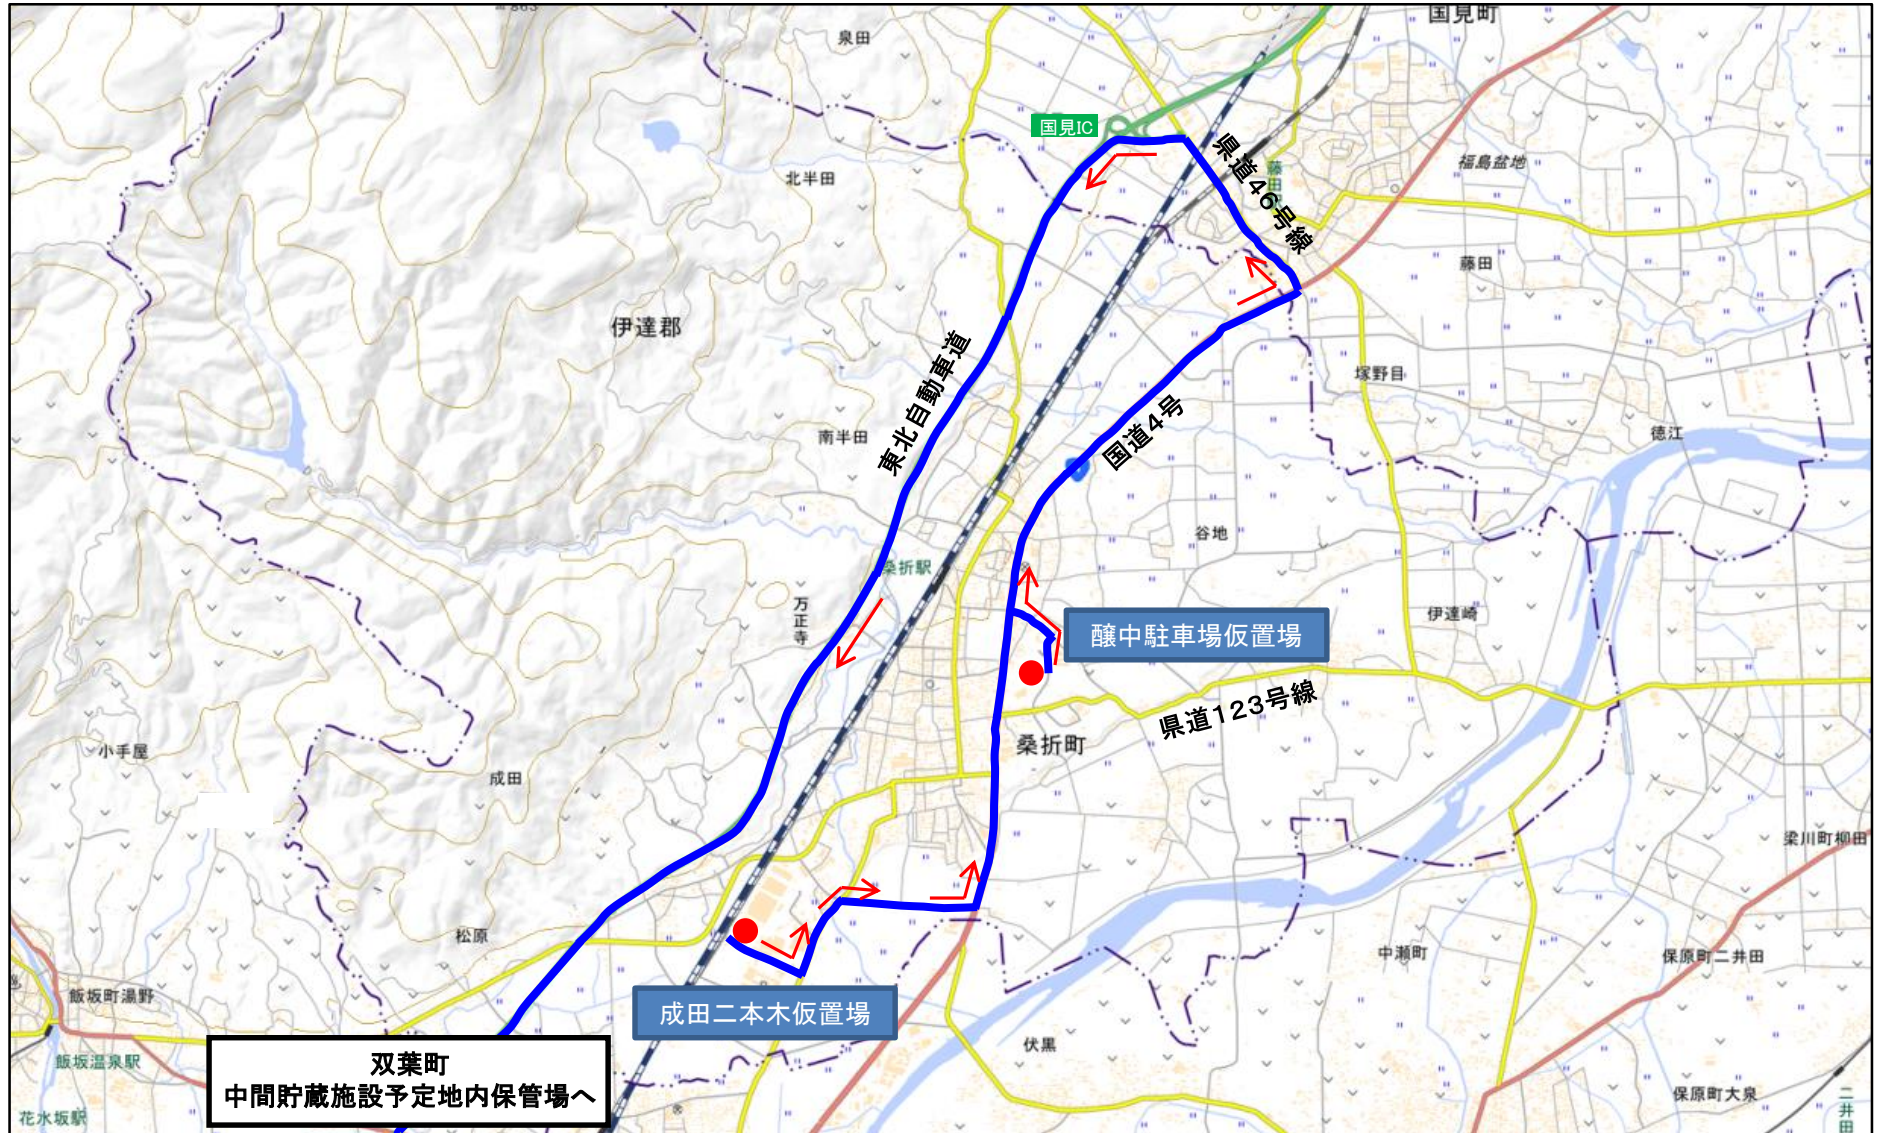 863
国見町
泉田
国見IC
県道46号線
藤田
福島盆地
北半田
藤田
伊達郡
東北自動車道
塚野目
国道4号
徳江
南半田
谷地
桑折駅
万正寺
伊達崎
醸中駐車場仮置場
県道123号線
桑折町
小手屋
成田
梁川町柳田
松原
中瀬町
保原町二井田
飯坂町湯野
成田二本木仮置場
伏黒
飯坂温泉駅
双葉町
中間貯蔵施設予定地内保管場へ
保原町大泉
花水坂駅
二井田